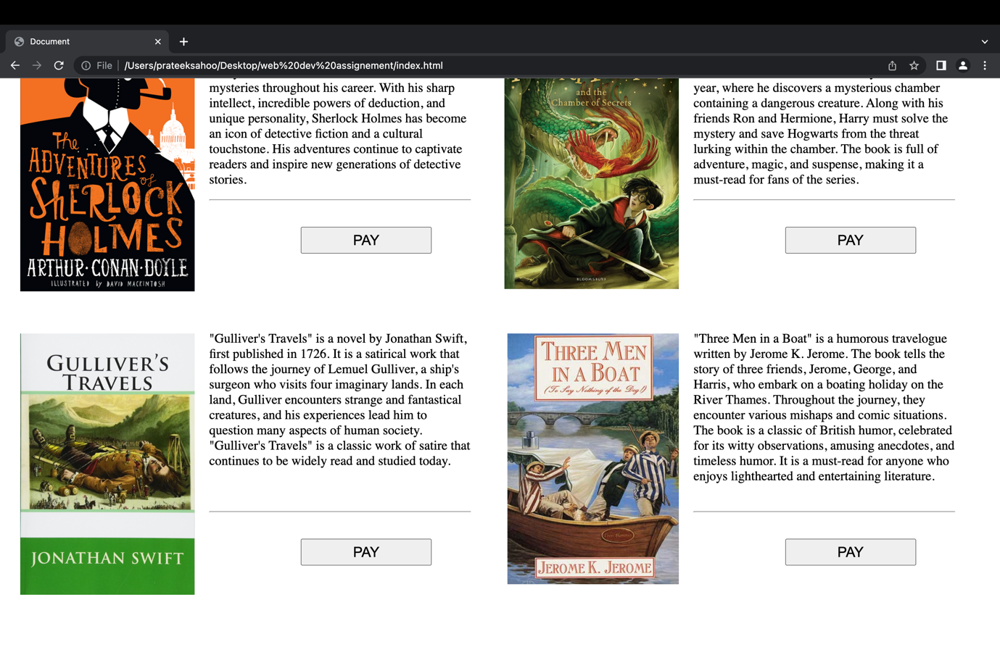 Document
File
/Users/prateeksahoo/Desktop/web%20dev%20assignement/index.html
mysteries throughout his career. With his sharp
intellect, incredible powers of deduction, and
unique personality, Sherlock Holmes has become
an icon of detective fiction and a cultural
touchstone. His adventures continue to captivate
readers and inspire new generations of detective
stories.
PAY
The
ADVENTURES
of
SHERLOCK
HOLMES
ARTHUR·CONAN·DOYLE
ILLUSTRATED by DAVID MACKINTOSH
and the
Chamber of Secrets
BLOOMSBURY
year, where he discovers a mysterious chamber
containing a dangerous creature. Along with his
friends Ron and Hermione, Harry must solve the
mystery and save Hogwarts from the threat
lurking within the chamber. The book is full of
adventure, magic, and suspense, making it a
must-read for fans of the series.
PAY
GULLIVER'S
TRAVELS
JONATHAN SWIFT
"Gulliver's Travels" is a novel by Jonathan Swift,
first published in 1726. It is a satirical work that
follows the journey of Lemuel Gulliver, a ship's
surgeon who visits four imaginary lands. In each
land, Gulliver encounters strange and fantastical
creatures, and his experiences lead him to
question many aspects of human society.
"Gulliver's Travels" is a classic work of satire that
continues to be widely read and studied today.
PAY
THREE MEN
IN A BOAT
(To Say Nothing of the Dog!)
JEROME K. JEROME
"Three Men in a Boat" is a humorous travelogue
written by Jerome K. Jerome. The book tells the
story of three friends, Jerome, George, and
Harris, who embark on a boating holiday on the
River Thames. Throughout the journey, they
encounter various mishaps and comic situations.
The book is a classic of British humor, celebrated
for its witty observations, amusing anecdotes, and
timeless humor. It is a must-read for anyone who
enjoys lighthearted and entertaining literature.
PAY